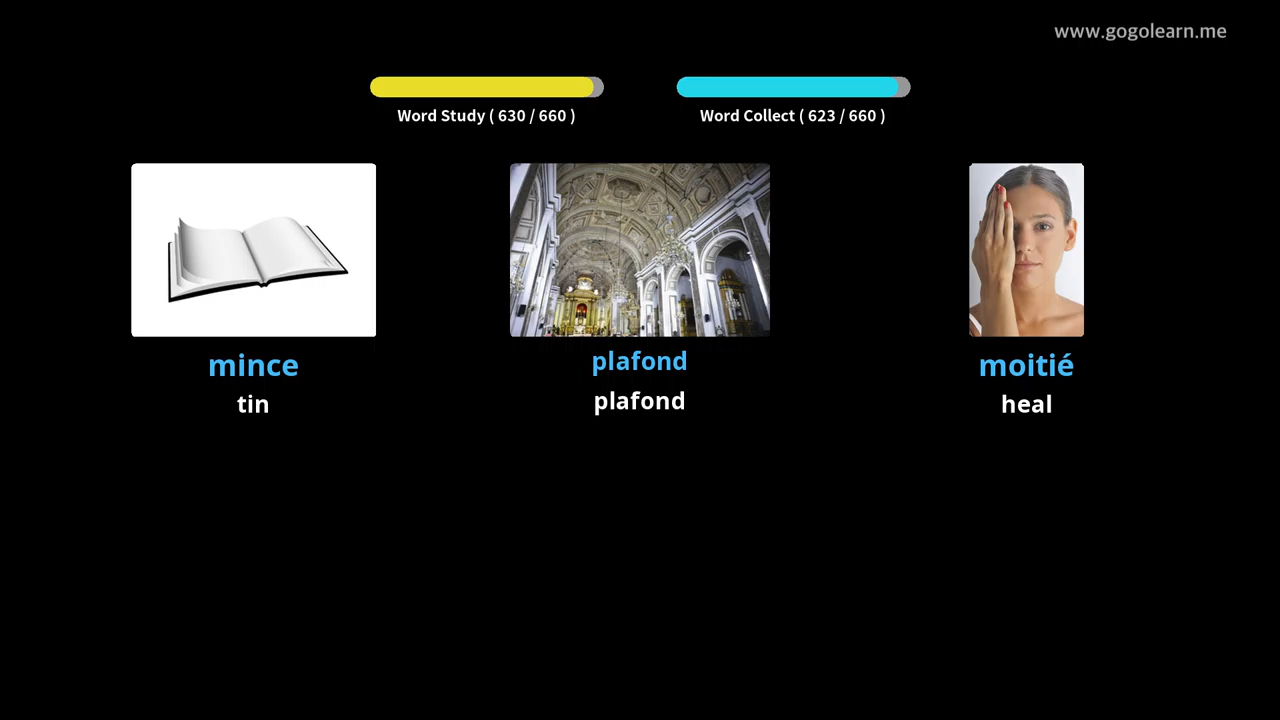 www.gogolearn.me
Word Study ( 630 / 660 )
Word Collect ( 623 / 660 )
mince
plafond
moitié
tin
plafond
heal